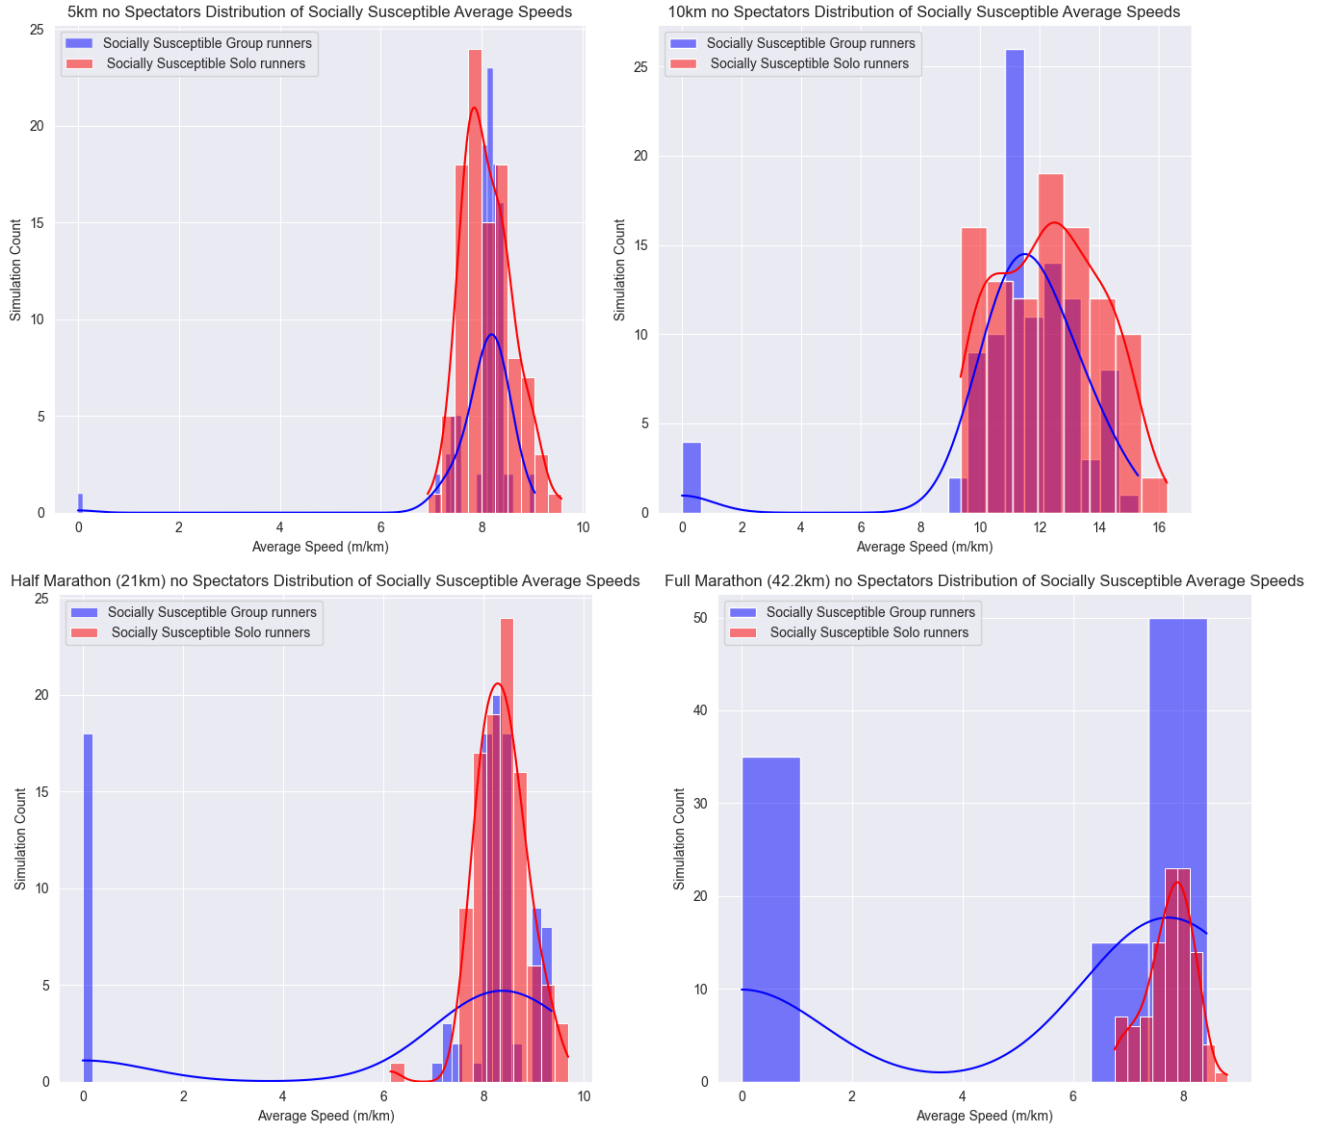 5km no Spectators Distribution of Socially Susceptible Average Speeds
Socially Susceptible Group runners
Socially Susceptible Solo runners
25
20
15
10
5
0
Simulation Count
0 2 4 6 8 10
Average Speed (m/km)
10km no Spectators Distribution of Socially Susceptible Average Speeds
Socially Susceptible Group runners
Socially Susceptible Solo runners
25
20
15
10
5
0
Simulation Count
0 2 4 6 8 10 12 14 16
Average Speed (m/km)
Half Marathon (21km) no Spectators Distribution of Socially Susceptible Average Speeds
Socially Susceptible Group runners
Socially Susceptible Solo runners
25
20
15
10
5
0
Simulation Count
0 2 4 6 8 10
Average Speed (m/km)
Full Marathon (42.2km) no Spectators Distribution of Socially Susceptible Average Speeds
Socially Susceptible Group runners
Socially Susceptible Solo runners
50
40
30
20
10
0
Simulation Count
0 2 4 6 8
Average Speed (m/km)